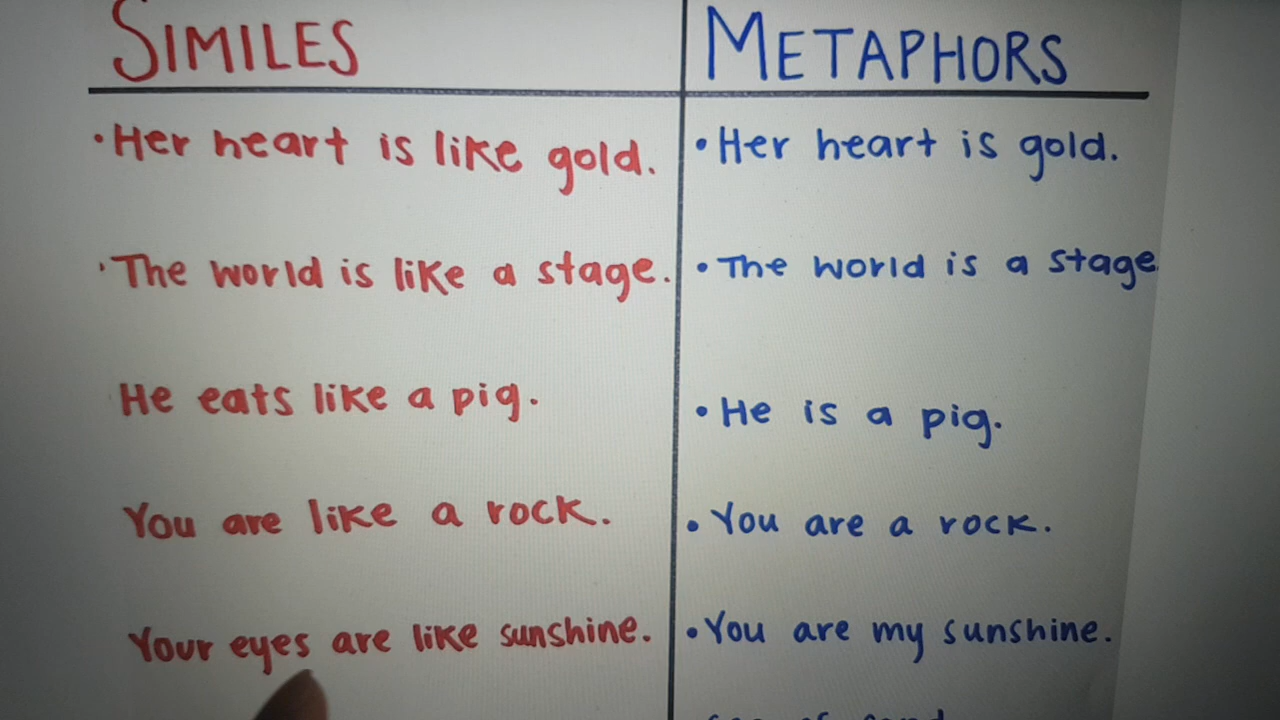 SIMILES
METAPHORS
• Her heart is like gold.
• Her heart is gold.
• The world is like a stage.
• The world is a stage.
He eats like a pig.
• He is a pig.
You are like a rock.
• You are a rock.
Your eyes are like sunshine.
• You are my sunshine.